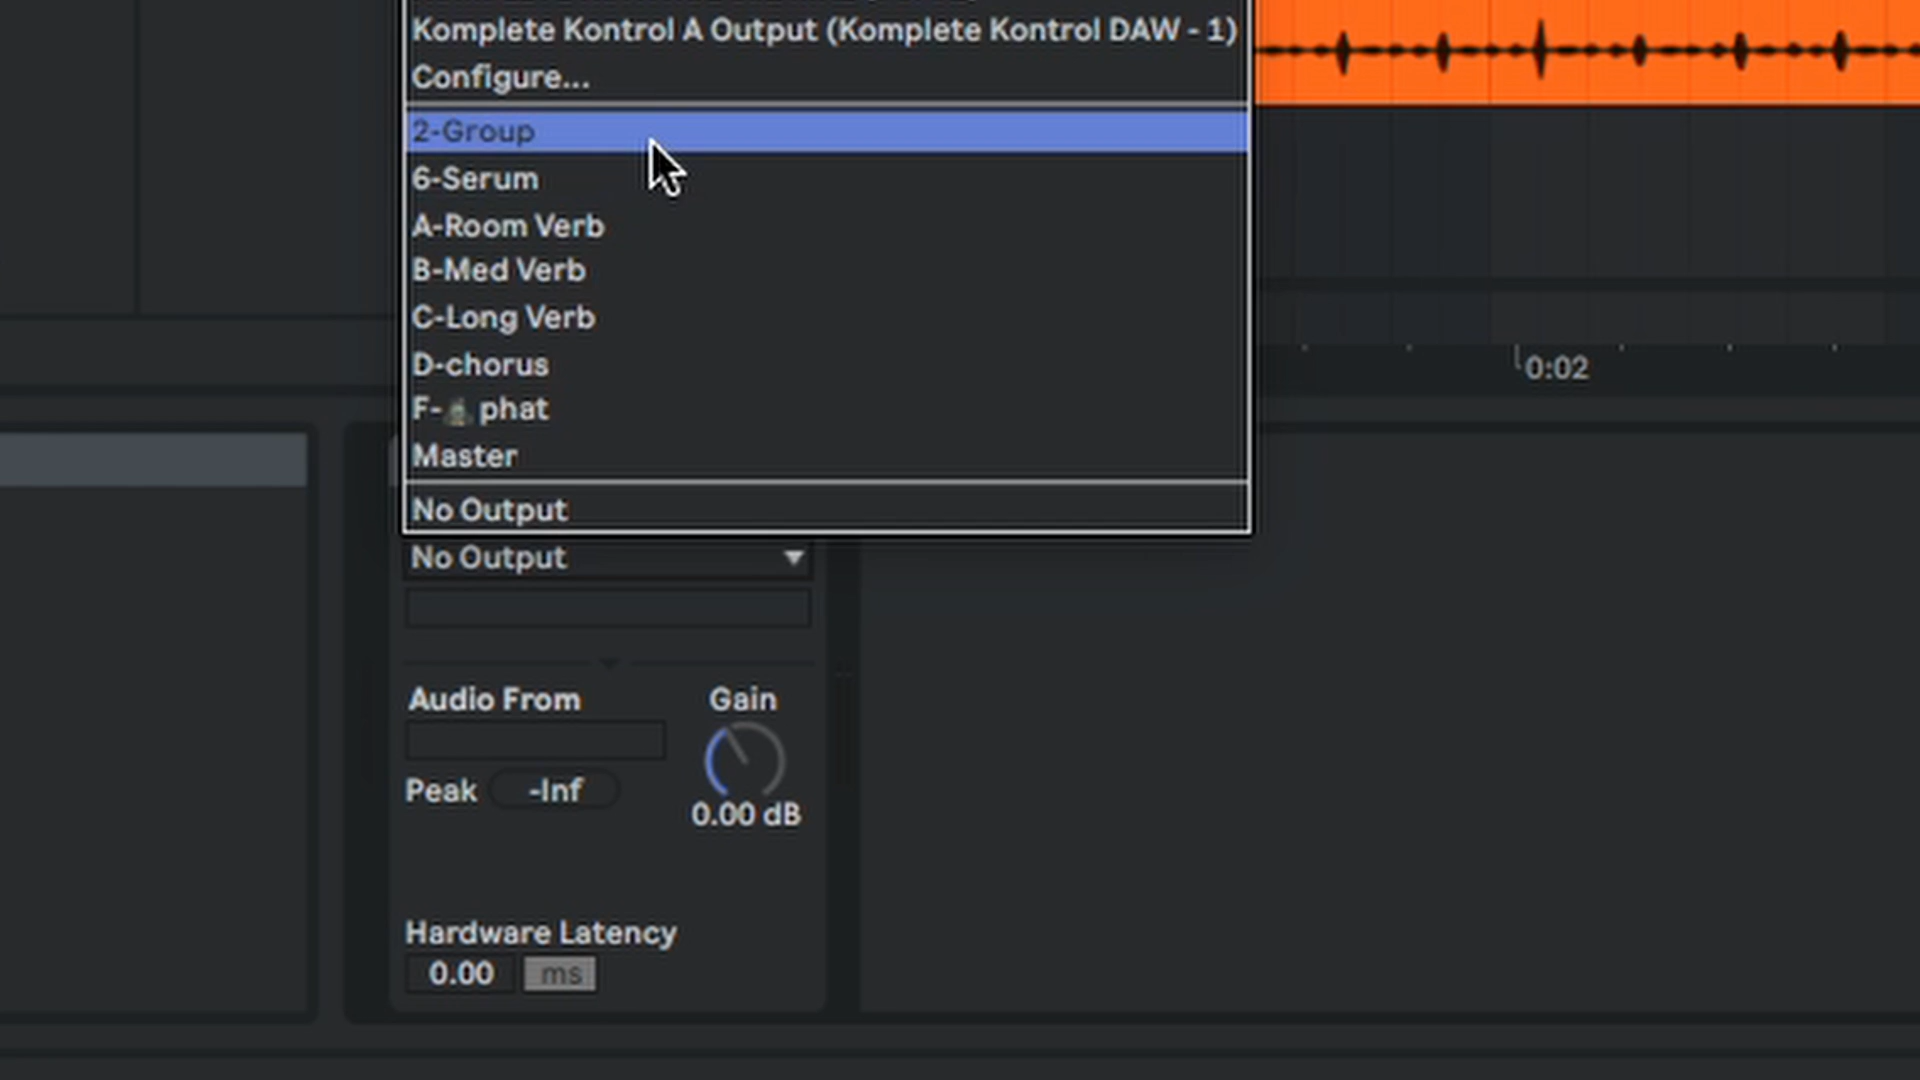 Komplete Kontrol A Output (Komplete Kontrol DAW - 1)
Configure...
2-Group
6-Serum
A-Room Verb
B-Med Verb
C-Long Verb
D-chorus
F- phat
Master
No Output
No Output
0:02
Audio From
Gain
Peak
-Inf
0.00 dB
Hardware Latency
0.00
ms